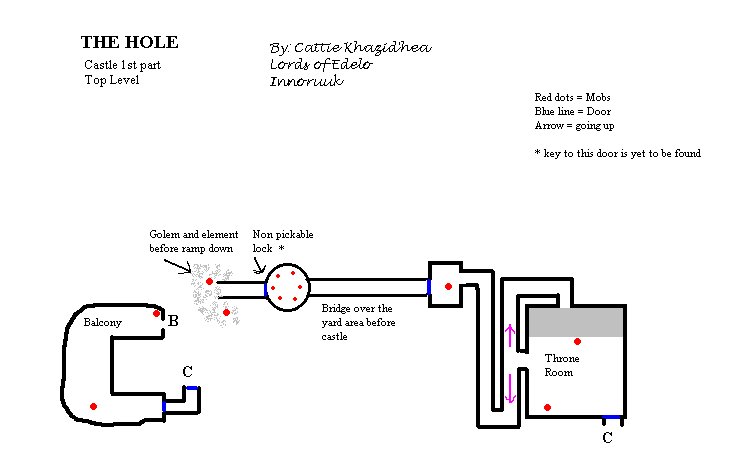 THE HOLE
Castle 1st part
Top Level
By: Cattie Khazid'hea
Lords of Edelo
Innoruuk
Red dots = Mobs
Blue line = Door
Arrow = going up
* key to this door is yet to be found
Golem and element
before ramp down
Non pickable
lock *
Balcony
B
Bridge over the
yard area before
castle
Throne
Room
C
C